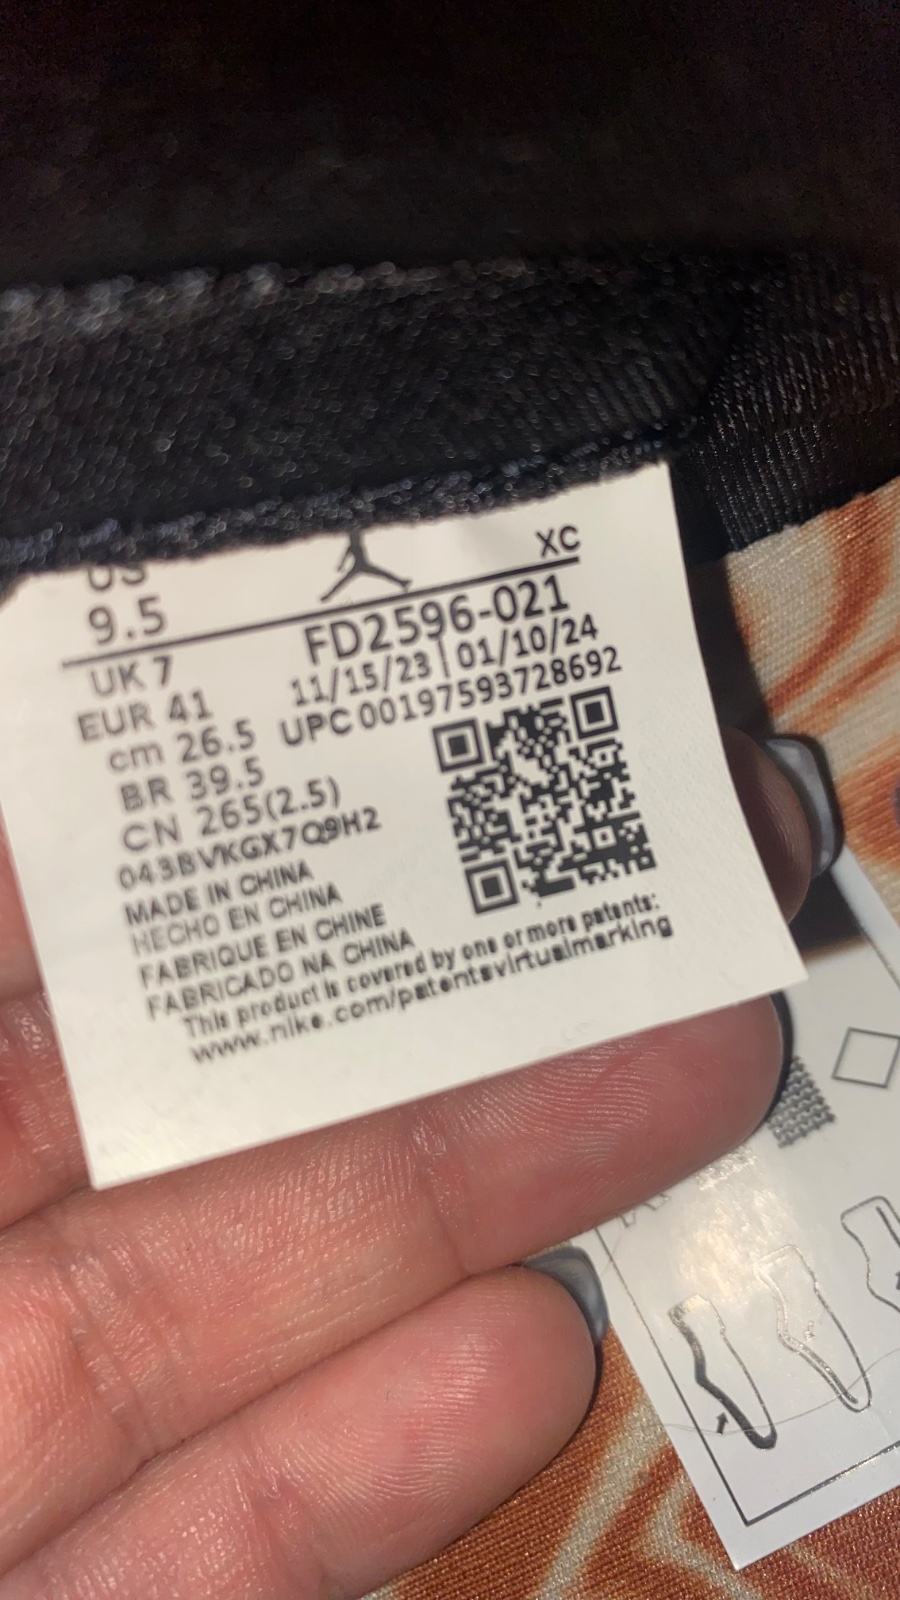 US
XC
9.5
FD2596-021
UK 7
11/15/23 | 01/10/24
EUR 41
UPC 00197593728692
cm 26.5
BR 39.5
CN 265(2.5)
043BVKGX7Q9H2
MADE IN CHINA
HECHO EN CHINA
FABRIQUE EN CHINE
FABRICADO NA CHINA
This product is covered by one or more patents:
www.nike.com/patentsvirtualmarking